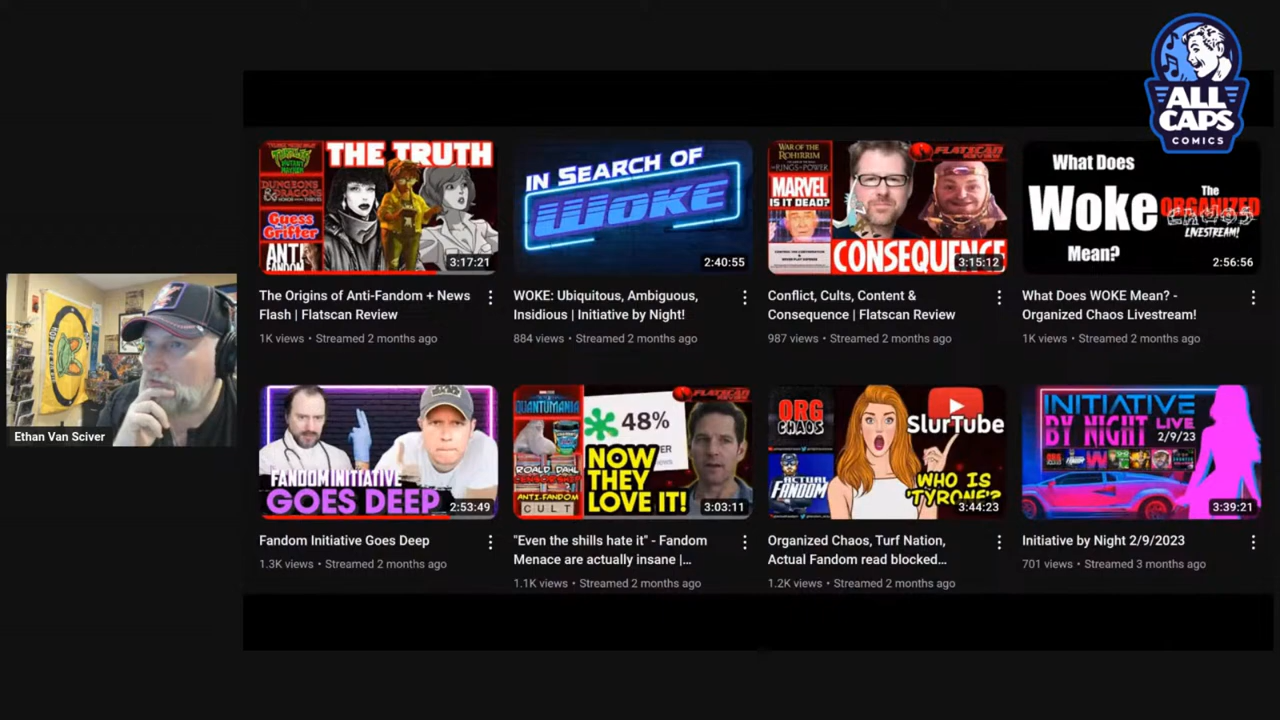 ALL
CAPS
COMICS
THE TRUTH
DUNGEONS
& DRAGONS
Guess
Grifter
ANTI
3:17:21
The Origins of Anti-Fandom + News
Flash | Flatscan Review
1K views • Streamed 2 months ago
IN SEARCH OF
WOKE
2:40:55
WOKE: Ubiquitous, Ambiguous,
Insidious | Initiative by Night!
884 views • Streamed 2 months ago
WAR OF THE
ROHIRRIM
RINGS OF POWER
MARVEL
IS IT DEAD?
FLATSCAN
REVIEW
CONSEQUENCE
3:15:12
Conflict, Cults, Content &
Consequence | Flatscan Review
987 views • Streamed 2 months ago
What Does
Woke
Mean?
The
ORGANIZED
CHAOS
LIVESTREAM!
2:56:56
What Does WOKE Mean? -
Organized Chaos Livestream!
1K views • Streamed 2 months ago
Ethan Van Sciver
FANDOM INITIATIVE
GOES DEEP
2:53:49
Fandom Initiative Goes Deep
1.3K views • Streamed 2 months ago
QUANTUMANIA
ROALD DAHL
CENSORSHIP
ANTI-FANDOM
CULT
48%
NOW
THEY
LOVE IT!
FLATSCAN
3:03:11
"Even the shills hate it" - Fandom
Menace are actually insane |...
1.1K views • Streamed 2 months ago
ORG
CHAOS
ACTUAL
FANDOM
SlurTube
WHO IS
'TYRONE'?
3:44:23
Organized Chaos, Turf Nation,
Actual Fandom read blocked...
1.2K views • Streamed 2 months ago
INITIATIVE
BY NIGHT LIVE
2/9/23
3:39:21
Initiative by Night 2/9/2023
701 views • Streamed 3 months ago